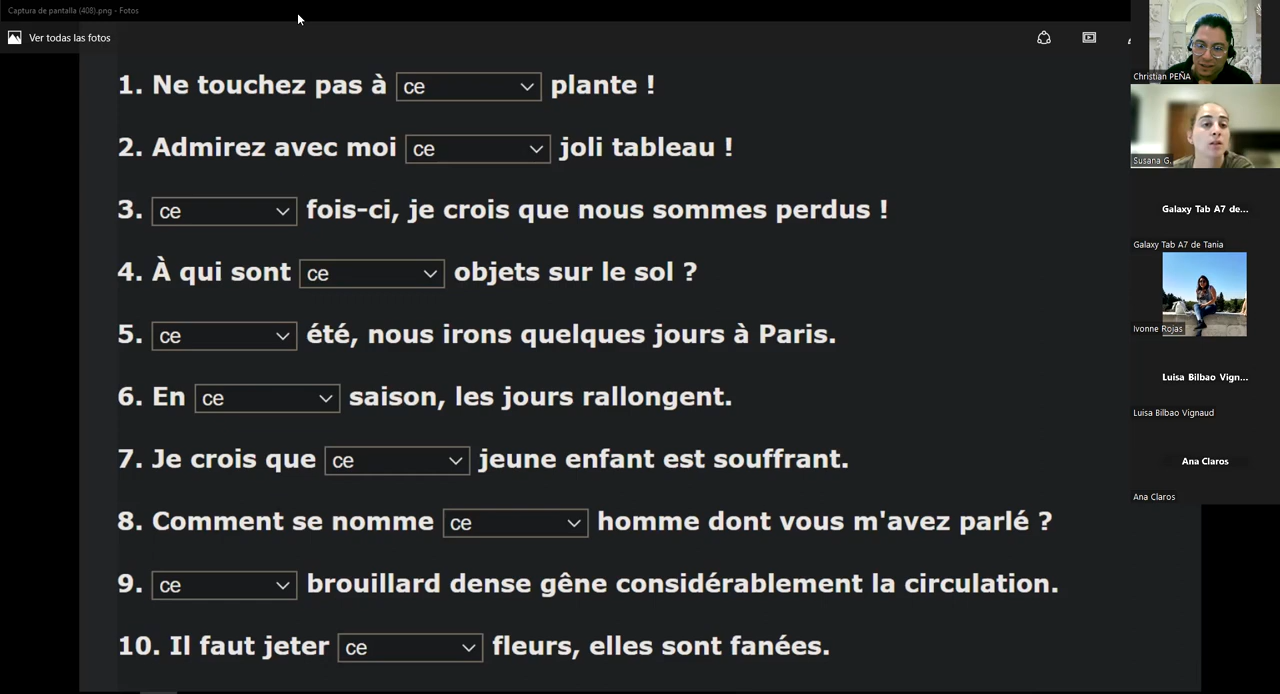 Captura de pantalla (408).png - Fotos
Ver todas las fotos
1. Ne touchez pas à ce plante !
2. Admirez avec moi ce joli tableau !
3. ce fois-ci, je crois que nous sommes perdus !
4. À qui sont ce objets sur le sol ?
5. ce été, nous irons quelques jours à Paris.
6. En ce saison, les jours rallongent.
7. Je crois que ce jeune enfant est souffrant.
8. Comment se nomme ce homme dont vous m'avez parlé ?
9. ce brouillard dense gêne considérablement la circulation.
10. Il faut jeter ce fleurs, elles sont fanées.
Christian PEÑA
Susana G.
Galaxy Tab A7 de...
Galaxy Tab A7 de Tania
Ivonne Rojas
Luisa Bilbao Vign...
Luisa Bilbao Vignaud
Ana Claros
Ana Claros